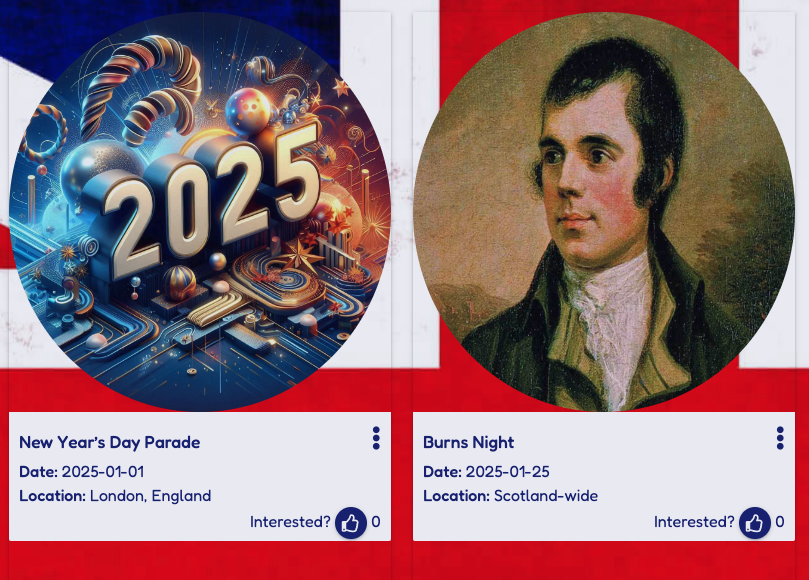 2025
New Year's Day Parade
Date: 2025-01-01
Location: London, England
Interested? 0
Burns Night
Date: 2025-01-25
Location: Scotland-wide
Interested? 0